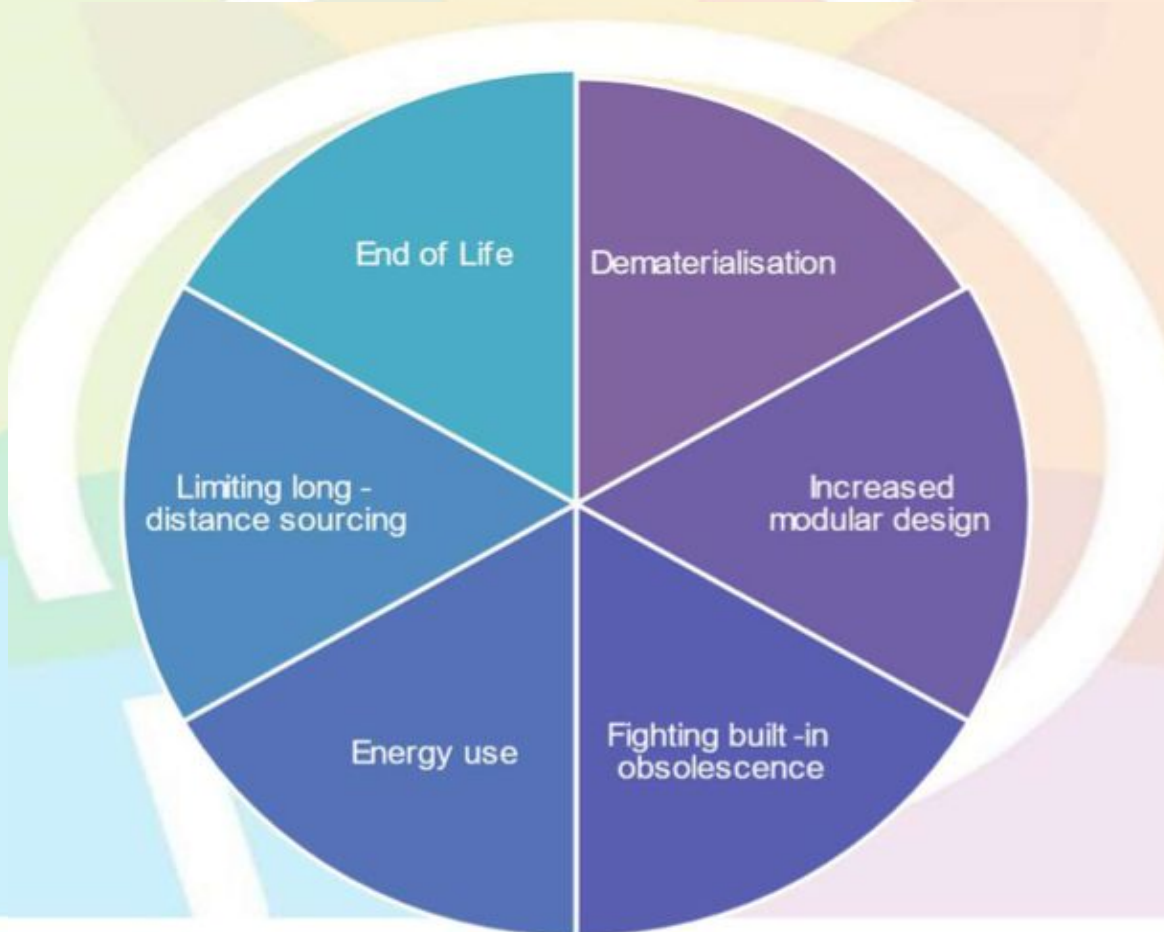 End of Life
Dematerialisation
Limiting long -
distance sourcing
Increased
modular design
Energy use
Fighting built -in
obsolescence